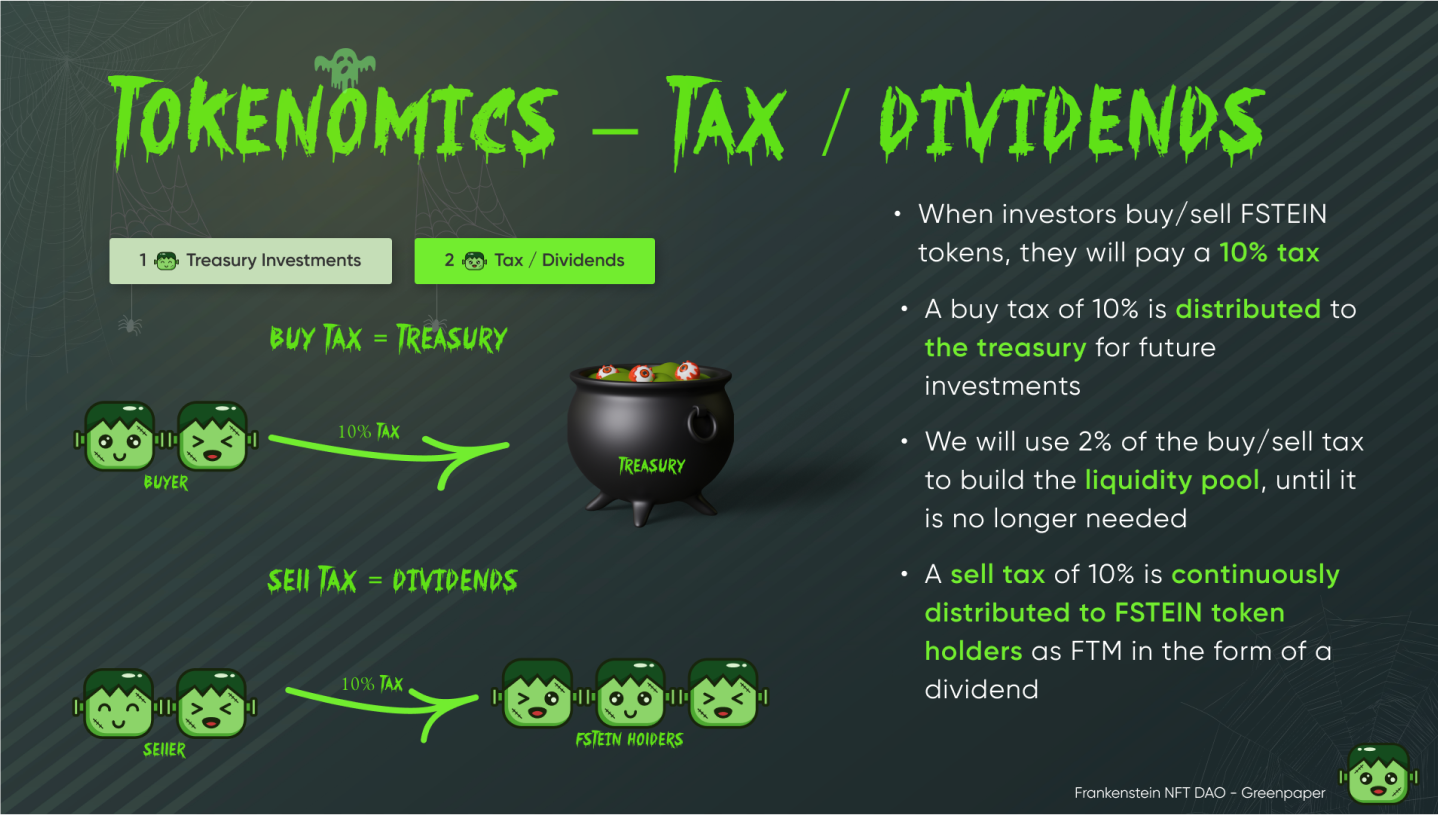 TOKENOMICS – TAX / DIVIDENDS
1 Treasury Investments
2 Tax / Dividends
BUY TAX = TREASURY
10% TAX
BUYER
TREASURY
SELL TAX = DIVIDENDS
10% TAX
SELLER
FSTEIN HOLDERS
• When investors buy/sell FSTEIN
tokens, they will pay a 10% tax
• A buy tax of 10% is distributed to
the treasury for future
investments
• We will use 2% of the buy/sell tax
to build the liquidity pool, until it
is no longer needed
• A sell tax of 10% is continuously
distributed to FSTEIN token
holders as FTM in the form of a
dividend
Frankenstein NFT DAO - Greenpaper